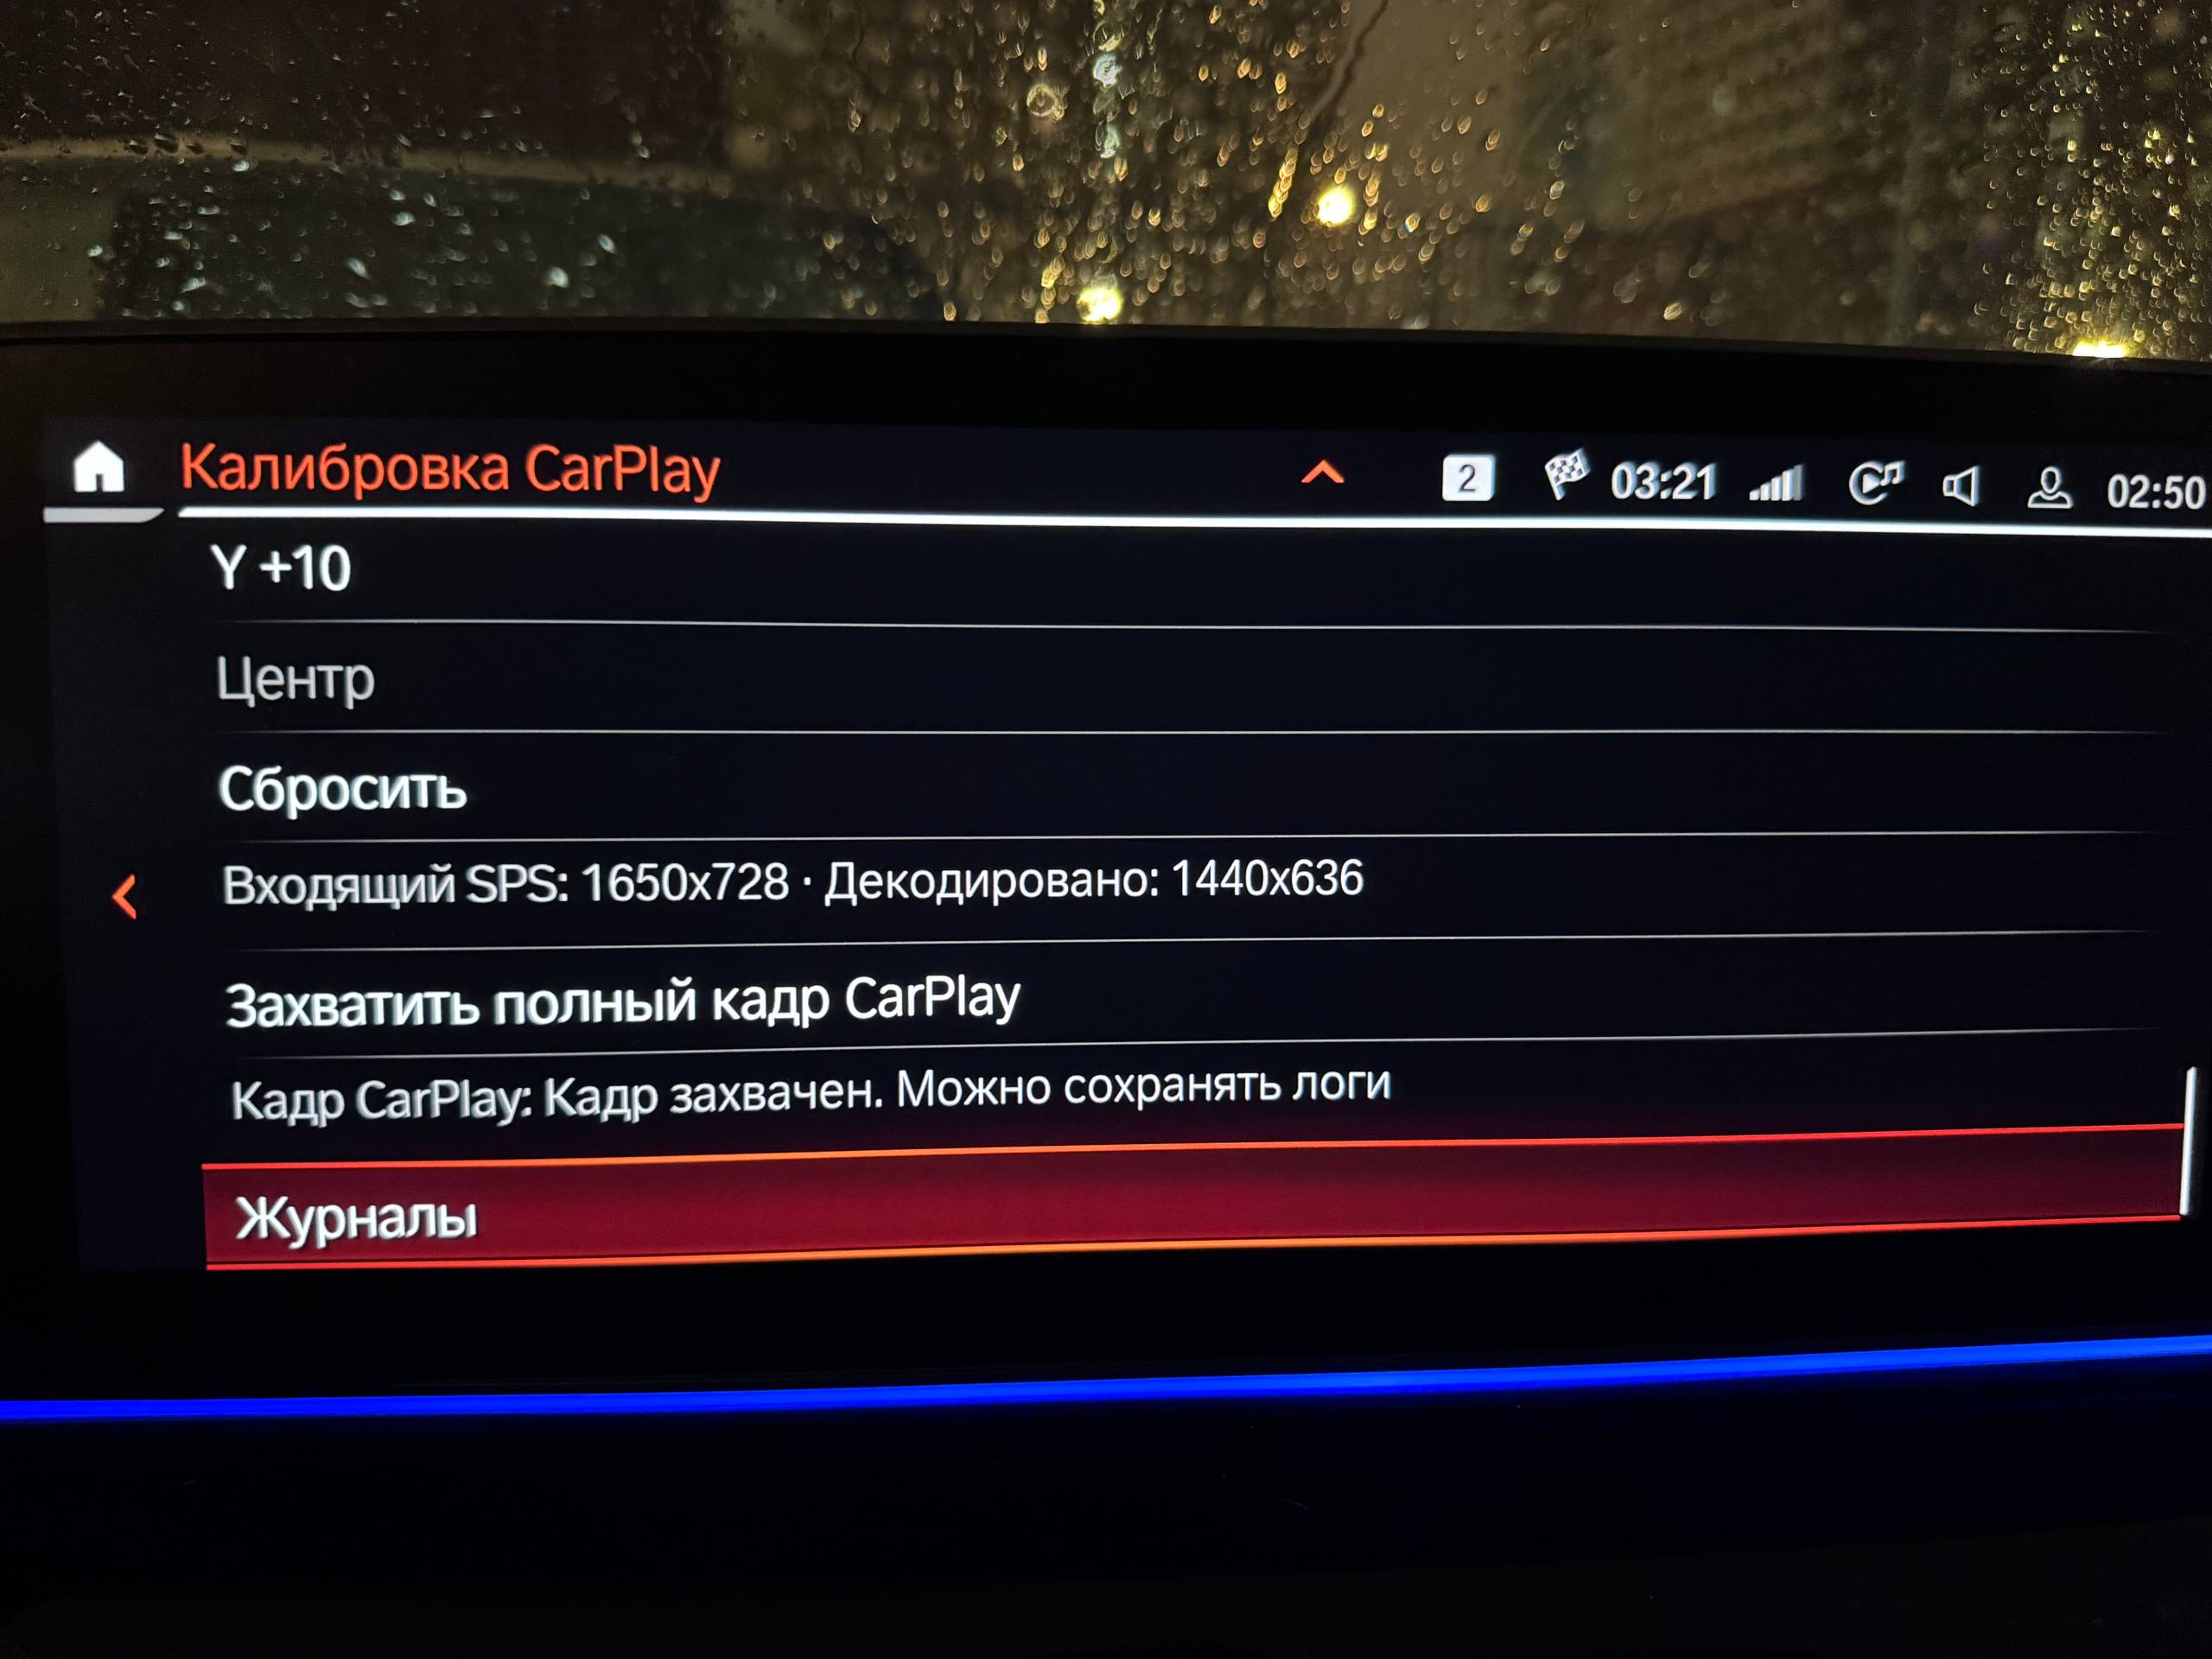 Калибровка CarPlay
2 03:21 02:50
Y +10
Центр
Сбросить
Входящий SPS: 1650x728 · Декодировано: 1440x636
Захватить полный кадр CarPlay
Кадр CarPlay: Кадр захвачен. Можно сохранять логи
Журналы